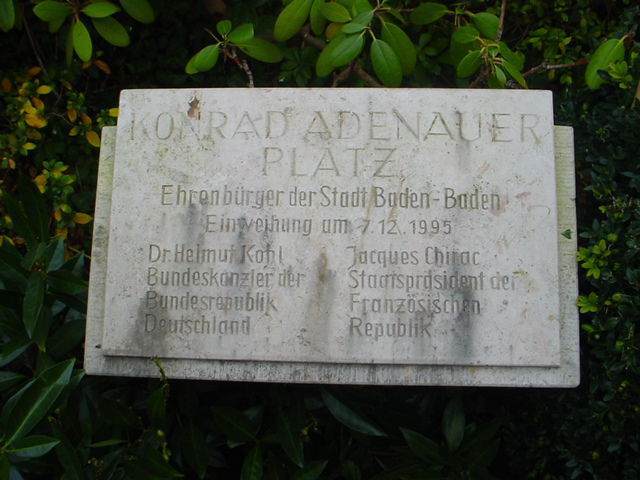 KONRAD ADENAUER
PLATZ
Ehrenbürger der Stadt Baden-Baden
Einweihung am 7.12.1995
Dr Helmut Kohl
Bundeskanzler der
Bundesrepublik
Deutschland
Jacques Chirac
Staatspräsident der
Französischen
Republik